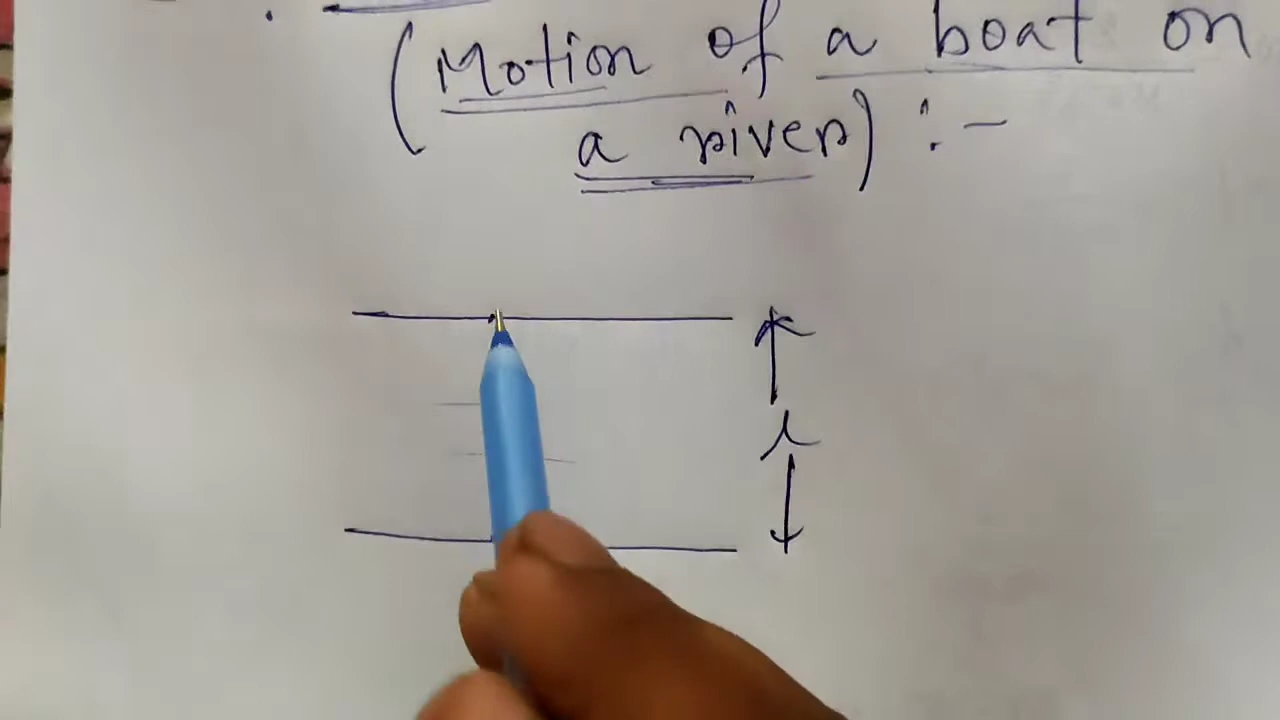 (Motion of a boat on
a river) :-